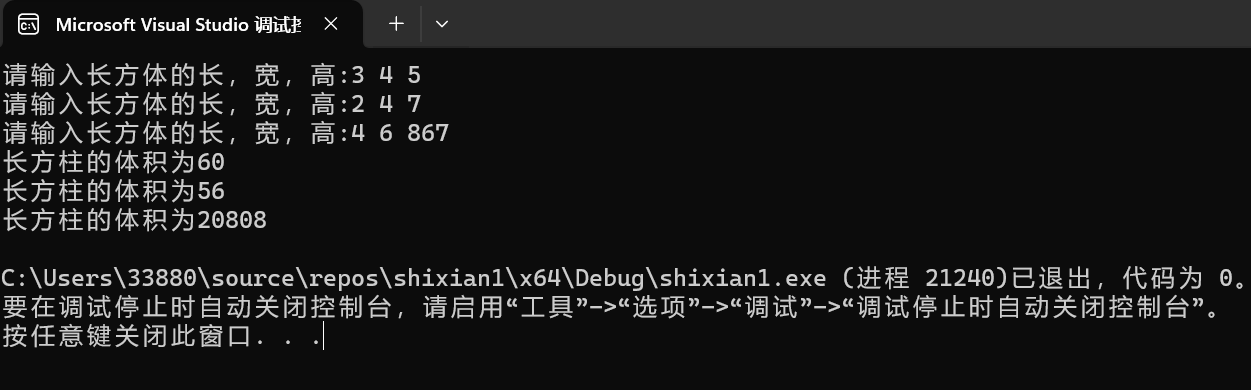 Microsoft Visual Studio 调试控
请输入长方体的长，宽，高:3 4 5
请输入长方体的长，宽，高:2 4 7
请输入长方体的长，宽，高:4 6 867
长方柱的体积为60
长方柱的体积为56
长方柱的体积为20808
C:\Users\33880\source\repos\shixian1\x64\Debug\shixian1.exe (进程 21240)已退出，代码为 0。
要在调试停止时自动关闭控制台，请启用“工具”->“选项”->“调试”->“调试停止时自动关闭控制台”。
按任意键关闭此窗口. . .